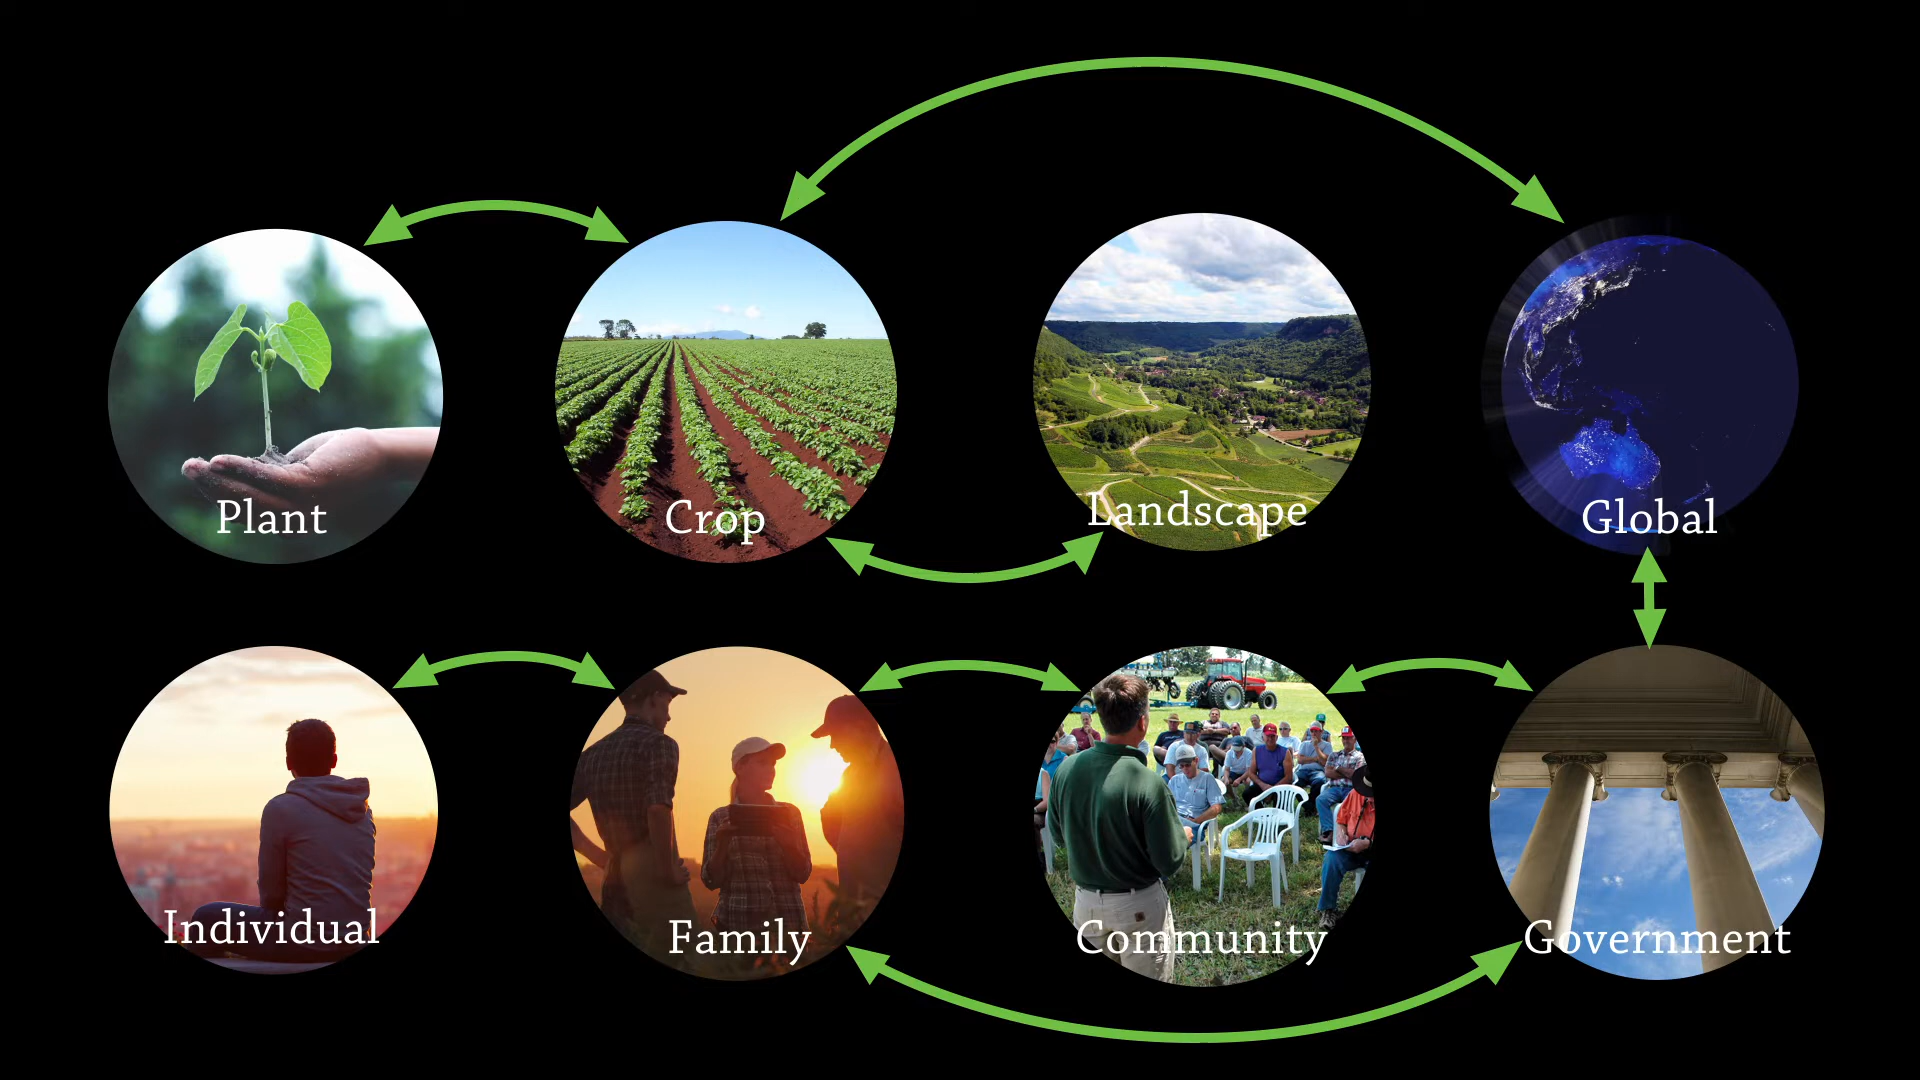 Plant
Crop
Landscape
Global
Individual
Family
Community
Government